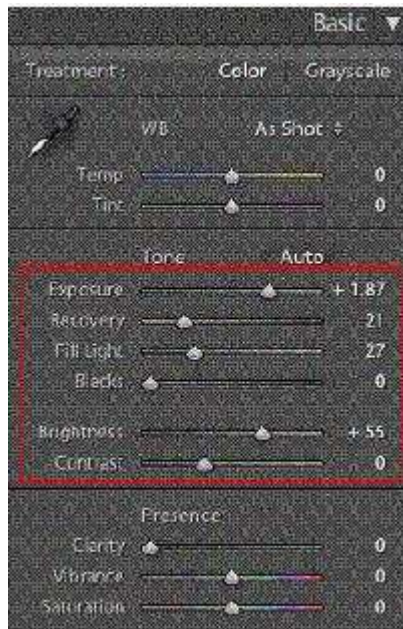 Basic ▼
Treatment : Color Grayscale
WB: As Shot
Temp 0
Tint 0
Tone Auto
Exposure + 1.87
Recovery 21
Fill Light 27
Blacks 0
Brightness + 55
Contrast 0
Presence
Clarity 0
Vibrance 0
Saturation 0